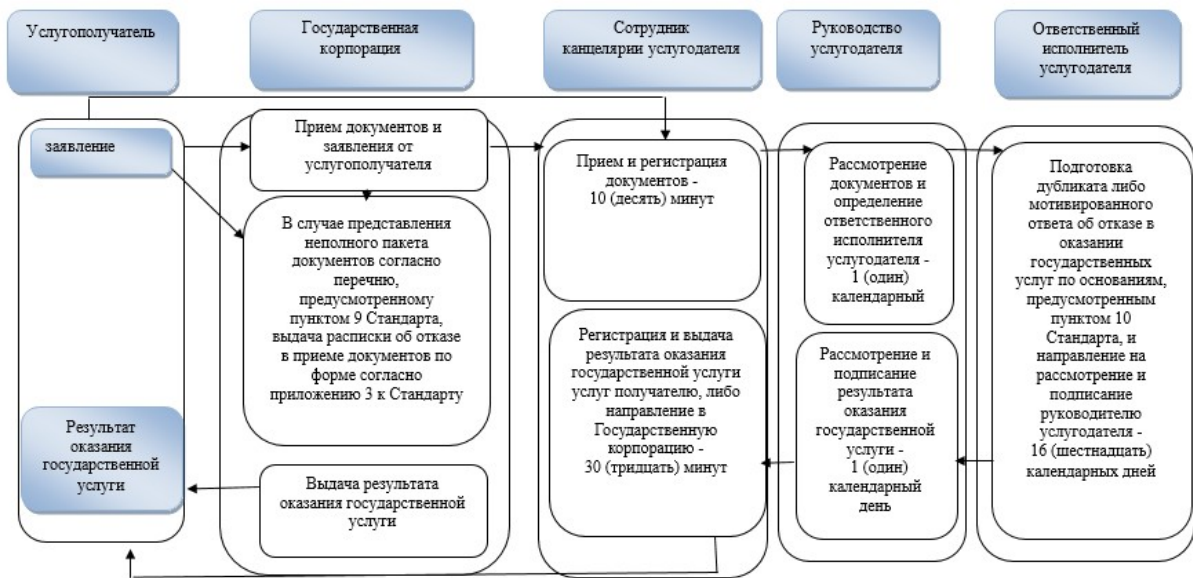 Услугополучатель
Государственная
корпорация
Сотрудник
канцелярии услугодателя
Руководство
услугодателя
Ответственный
исполнитель
услугодателя
заявление
Прием документов и
заявления от
услугополучателя
В случае представления
неполного пакета
документов согласно
перечню,
предусмотренному
пунктом 9 Стандарта,
выдача расписки об отказе
в приеме документов по
форме согласно
приложению 3 к Стандарту
Прием и регистрация
документов -
10 (десять) минут
Рассмотрение
документов и
определение
ответственного
исполнителя
услугодателя -
1 (один)
календарный
Подготовка
дубликата либо
мотивированного
ответа об отказе в
оказании
государственных
услуг по основаниям,
предусмотренным
пунктом 10
Стандарта, и
направление на
рассмотрение и
подписание
руководителю
услугодателя -
16 (шестнадцать)
календарных дней
Регистрация и выдача
результата оказания
государственной услуги
услуг получателю, либо
направление в
Государственную
корпорацию -
30 (тридцать) минут
Рассмотрение и
подписание
результата
оказания
государственной
услуги -
1 (один)
календарный
день
Результат
оказания
государственной
услуги
Выдача результата
оказания государственной
услуги